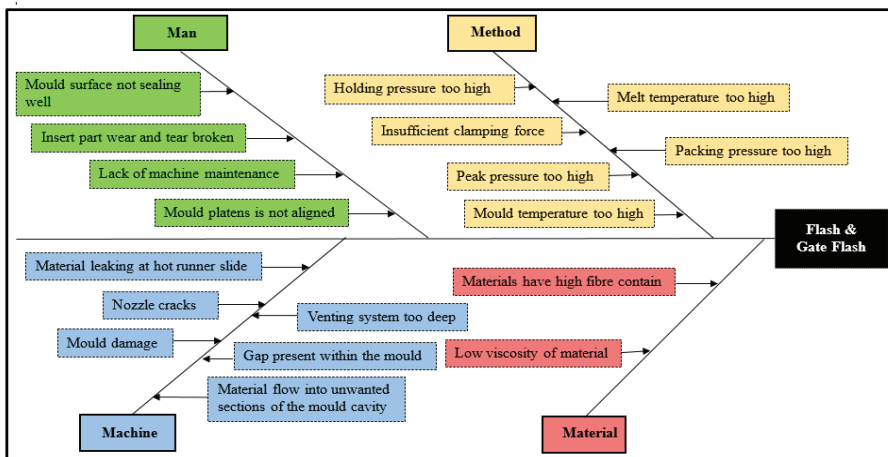 Man
Method
Mould surface not sealing
well
Insert part wear and tear broken
Lack of machine maintenance
Mould platens is not aligned
Holding pressure too high
Melt temperature too high
Insufficient clamping force
Packing pressure too high
Peak pressure too high
Mould temperature too high
Flash &
Gate Flash
Material leaking at hot runner slide
Nozzle cracks
Venting system too deep
Mould damage
Gap present within the mould
Material flow into unwanted
sections of the mould cavity
Materials have high fibre contain
Low viscosity of material
Machine
Material